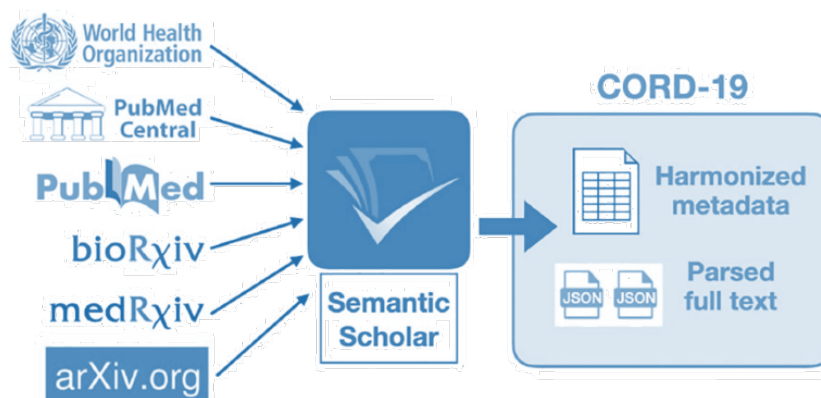 World Health
Organization
PubMed
Central
PubMed
bioRχiv
medRχiv
arXiv.org
Semantic
Scholar
CORD-19
Harmonized
metadata
JSON JSON
Parsed
full text